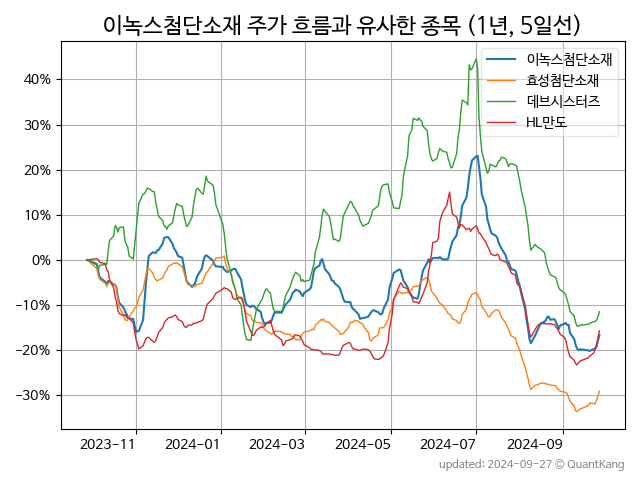 이녹스첨단소재 주가 흐름과 유사한 종목 (1년, 5일선)
이녹스첨단소재
효성첨단소재
데브시스터즈
HL만도
40%
30%
20%
10%
0%
−10%
−20%
−30%
2023−11
2024−01
2024−03
2024−05
2024−07
2024−09
updated: 2024−09−27 @ QuantKang